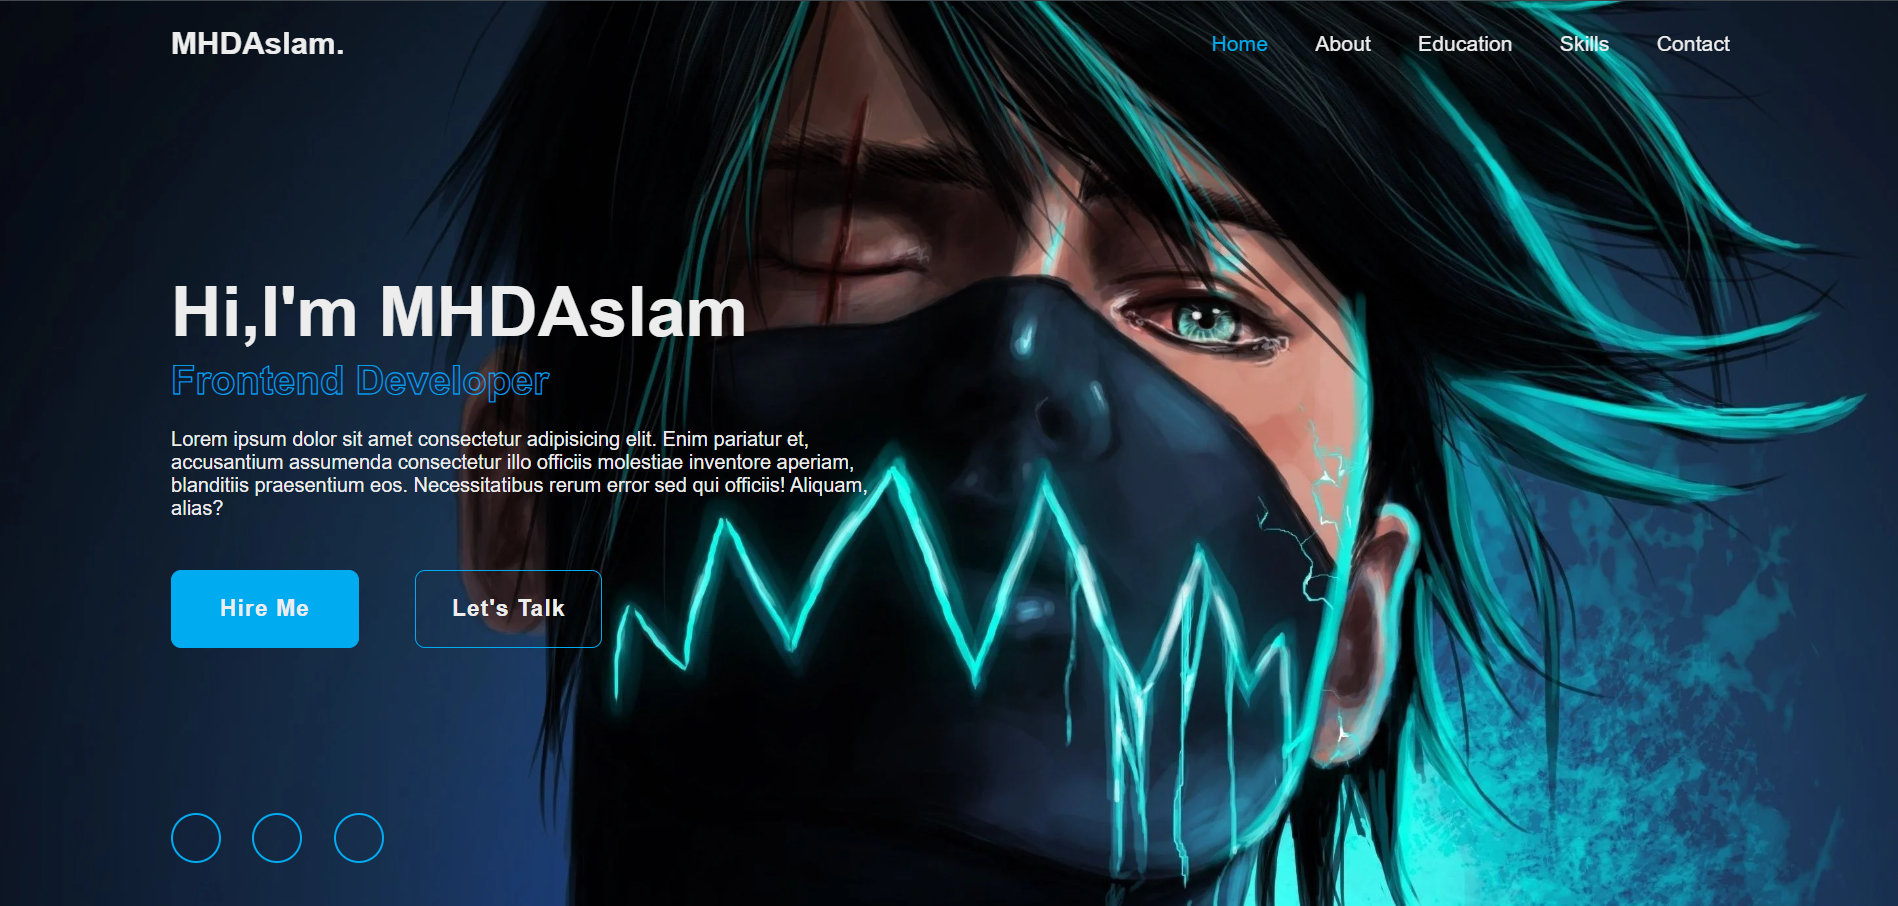 MHDAslam.
Home About Education Skills Contact
Hi,I'm MHDAslam
Frontend Developer
Lorem ipsum dolor sit amet consectetur adipisicing elit. Enim pariatur et,
accusantium assumenda consectetur illo officiis molestiae inventore aperiam,
blanditiis praesentium eos. Necessitatibus rerum error sed qui officiis! Aliquam,
alias?
Hire Me
Let's Talk